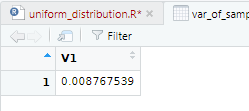 uniform_distribution.R* ×
var_of_samp
Filter
V1
1 0.008767539